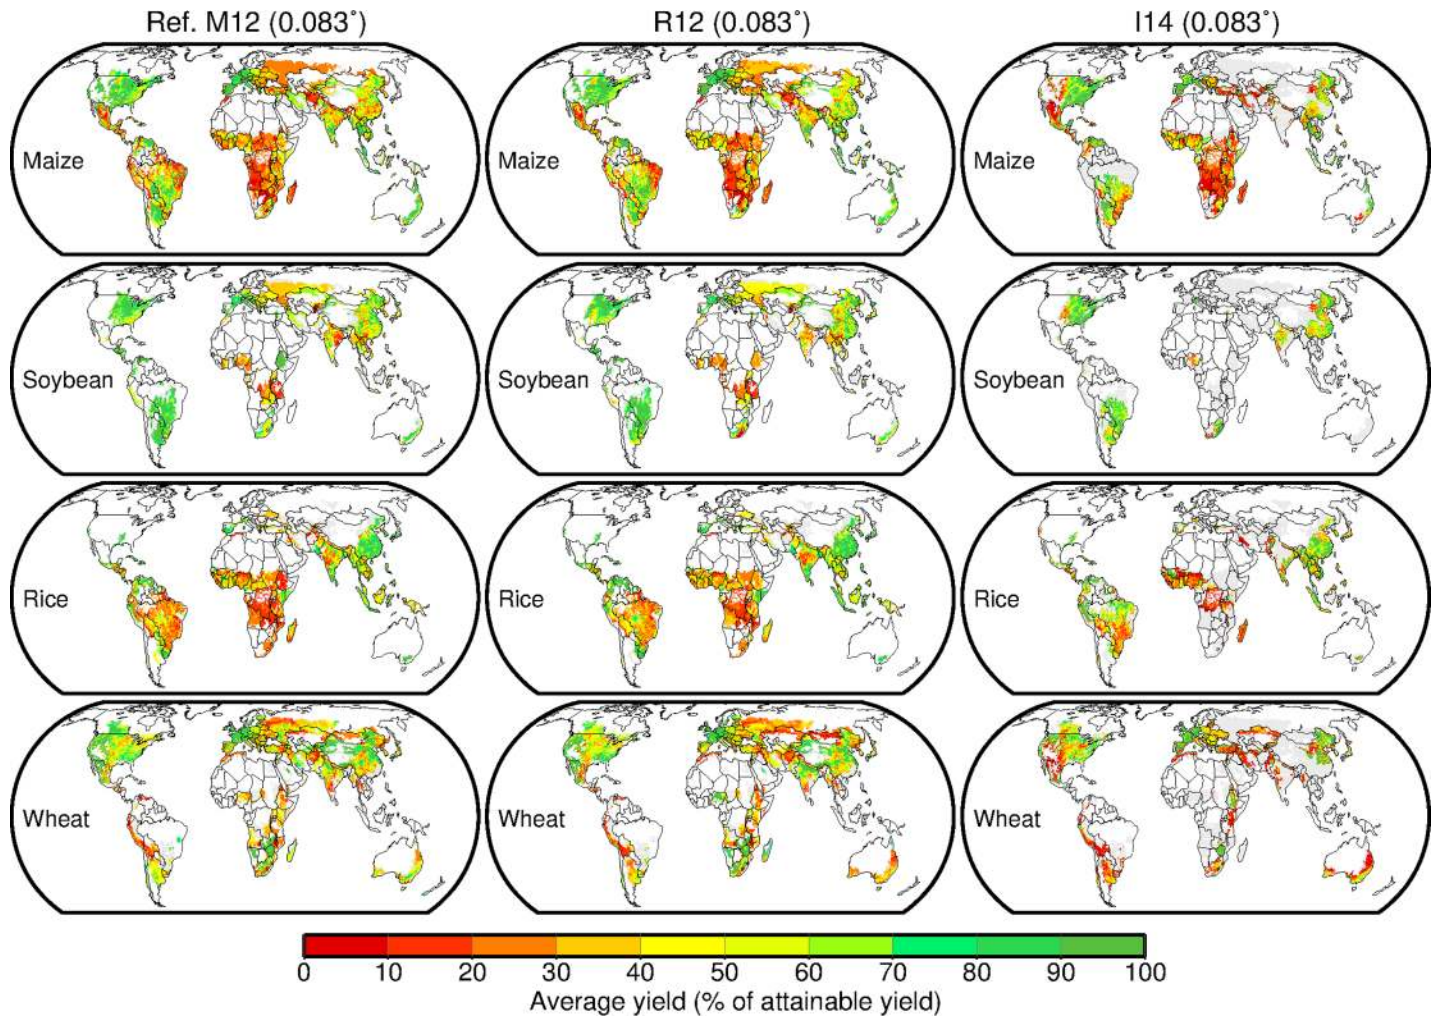 Ref. M12 (0.083˚)
R12 (0.083˚)
I14 (0.083˚)
Maize
Maize
Maize
Soybean
Soybean
Soybean
Rice
Rice
Rice
Wheat
Wheat
Wheat
0 10 20 30 40 50 60 70 80 90 100
Average yield (% of attainable yield)